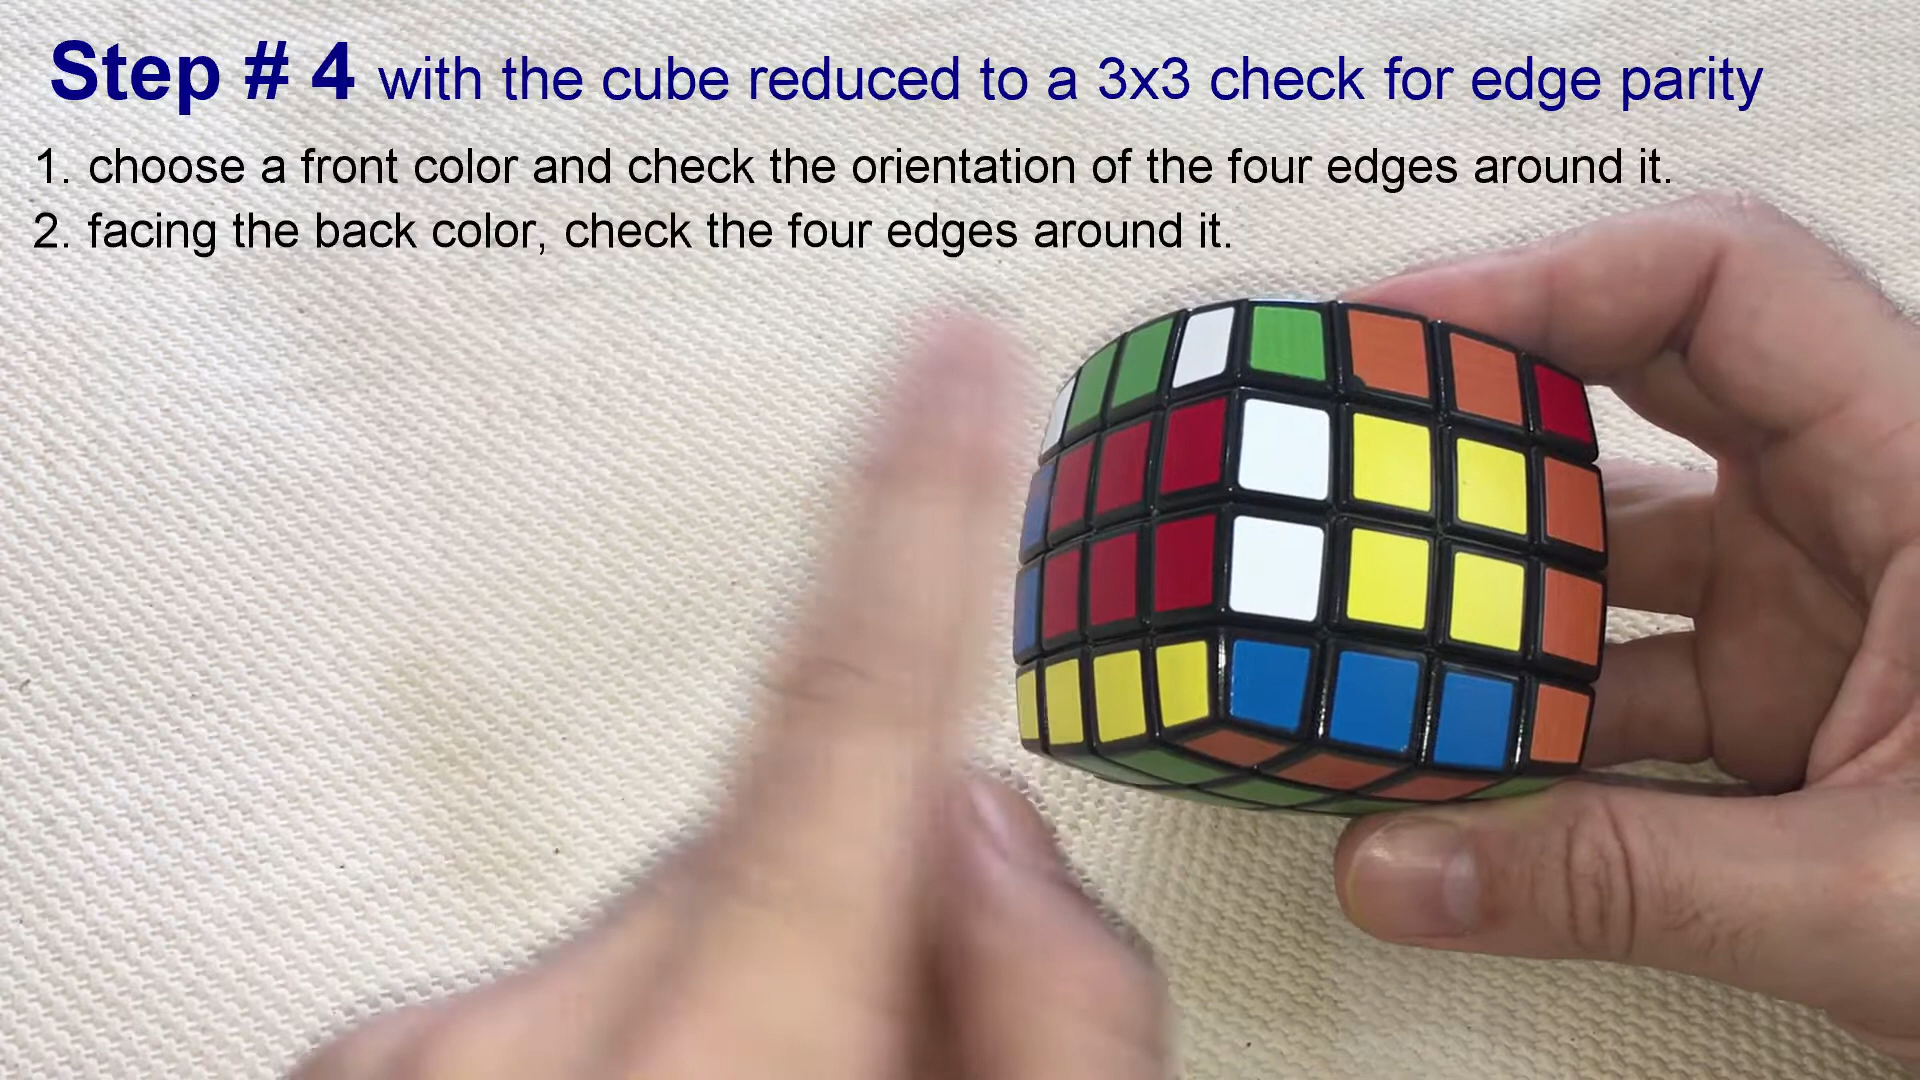 Step # 4 with the cube reduced to a 3x3 check for edge parity
1. choose a front color and check the orientation of the four edges around it.
2. facing the back color, check the four edges around it.